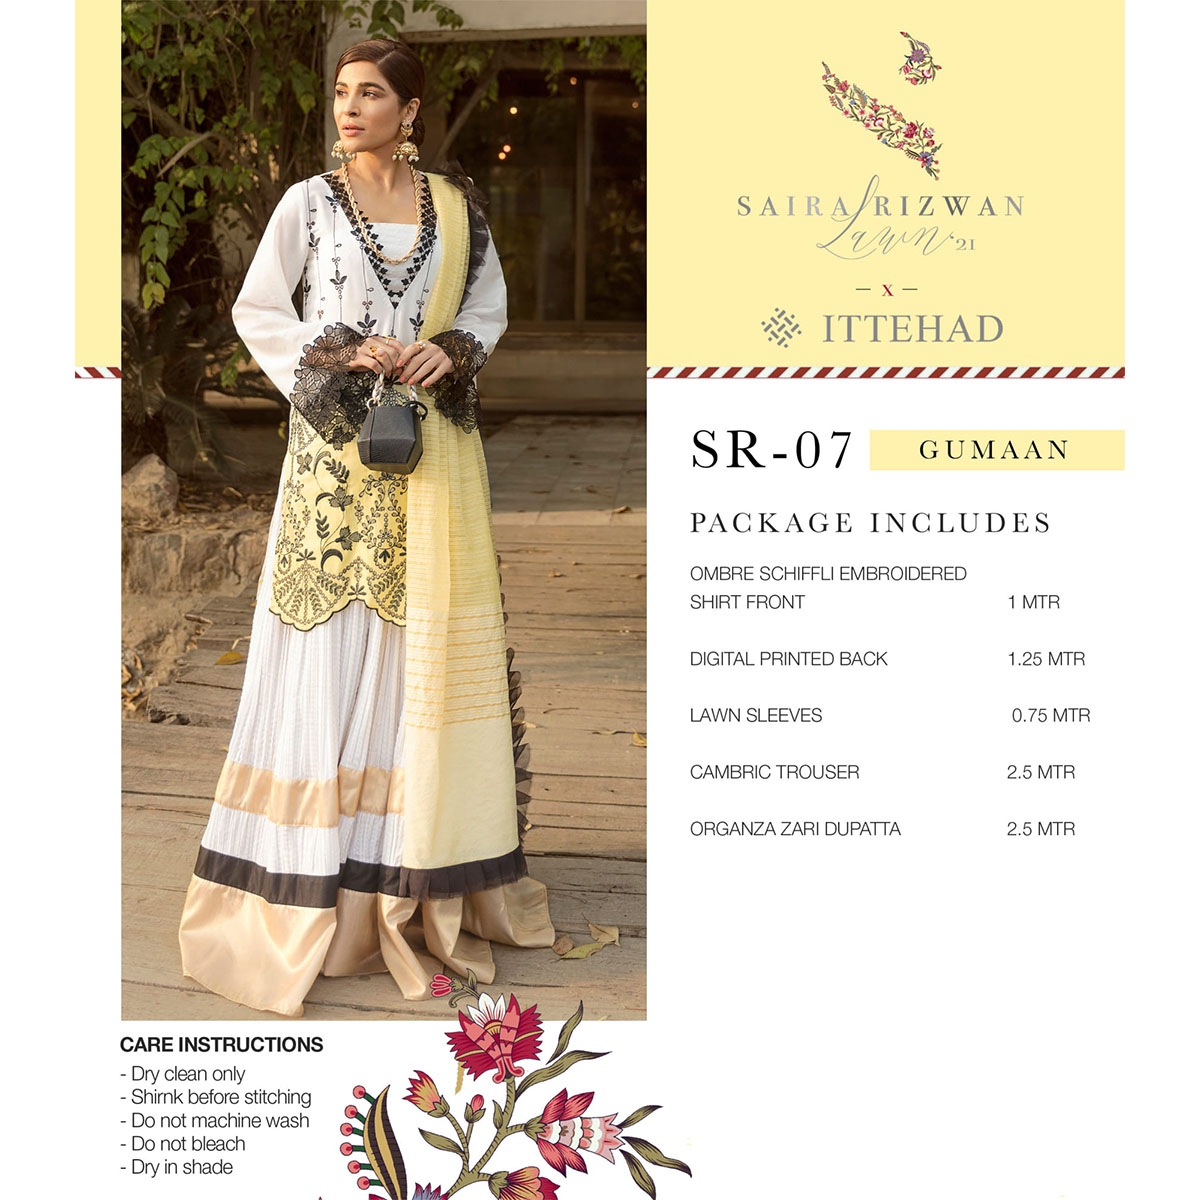 SAIRA RIZWAN
Lawn '21
x
ITTEHAD
SR-07 GUMAAN
PACKAGE INCLUDES
OMBRE SCHIFFLI EMBROIDERED
SHIRT FRONT 1 MTR
DIGITAL PRINTED BACK 1.25 MTR
LAWN SLEEVES 0.75 MTR
CAMBRIC TROUSER 2.5 MTR
ORGANZA ZARI DUPATTA 2.5 MTR
CARE INSTRUCTIONS
- Dry clean only
- Shirnk before stitching
- Do not machine wash
- Do not bleach
- Dry in shade